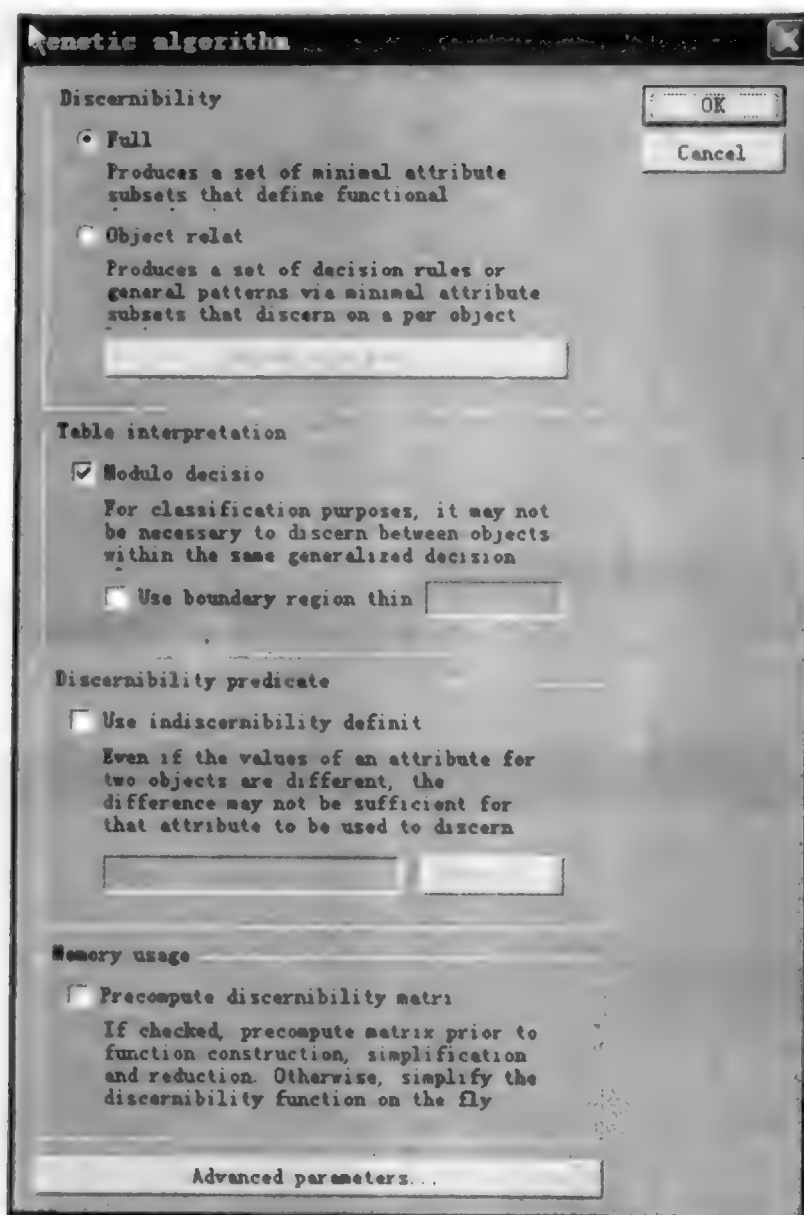 enetic algorithm
Discernibility
OK
Full
Cancel
Produces a set of minimal attribute
subsets that define functional
Object relat
Produces a set of decision rules or
general patterns via minimal attribute
subsets that discern on a per object
Table interpretation
Modulo decisio
For classification purposes, it may not
be necessary to discern between objects
within the same generalized decision
Use boundary region thin
Discernibility predicate
Use indiscernibility definit
Even if the values of an attribute for
two objects are different, the
difference may not be sufficient for
that attribute to be used to discern
Memory usage
Precompute discernibility matri
If checked, precompute matrix prior to
function construction, simplification
and reduction. Otherwise, simplify the
discernibility function on the fly
Advanced parameters...